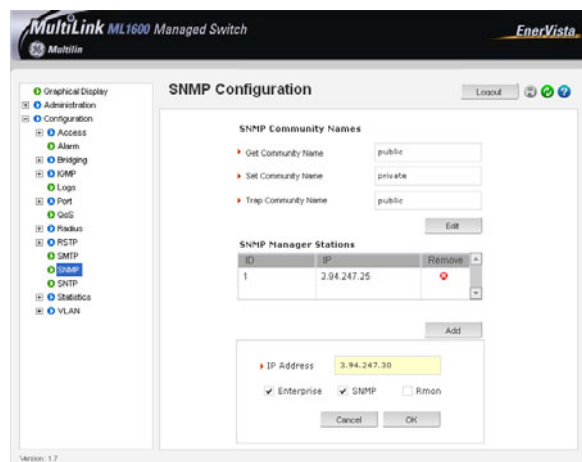 MultiLink ML1600 Managed Switch
EnerVista
Multilin
SNMP Configuration
Logout
Graphical Display
Administration
Configuration
Access
Alarm
Bridging
IGMP
Logs
Port
QoS
Radius
RSTP
SMTP
SNMP
SNTP
Statistics
VLAN
SNMP Community Names
Get Community Name public
Set Community Name private
Trap Community Name public
Edit
SNMP Manager Stations
ID IP Remove
1 3.94.247.25
Add
IP Address 3.94.247.30
Enterprise SNMP Rmon
Cancel OK
Version: 1.7